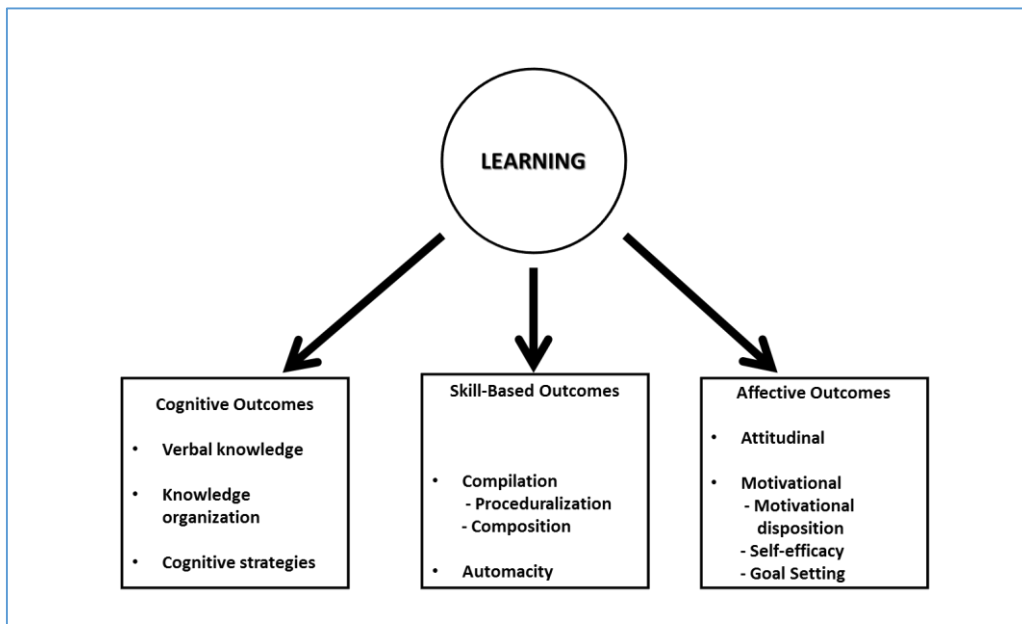 LEARNING
Cognitive Outcomes
• Verbal knowledge
• Knowledge
organization
• Cognitive strategies
Skill-Based Outcomes
• Compilation
- Proceduralization
- Composition
• Automacity
Affective Outcomes
• Attitudinal
• Motivational
- Motivational
disposition
- Self-efficacy
- Goal Setting